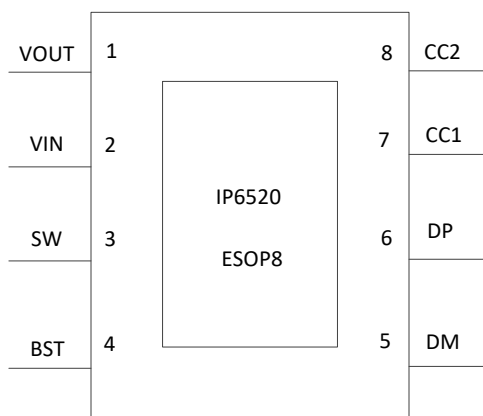 VOUT 1 8 CC2
VIN 2 7 CC1
IP6520
SW 3 6 DP
ESOP8
BST 4 5 DM